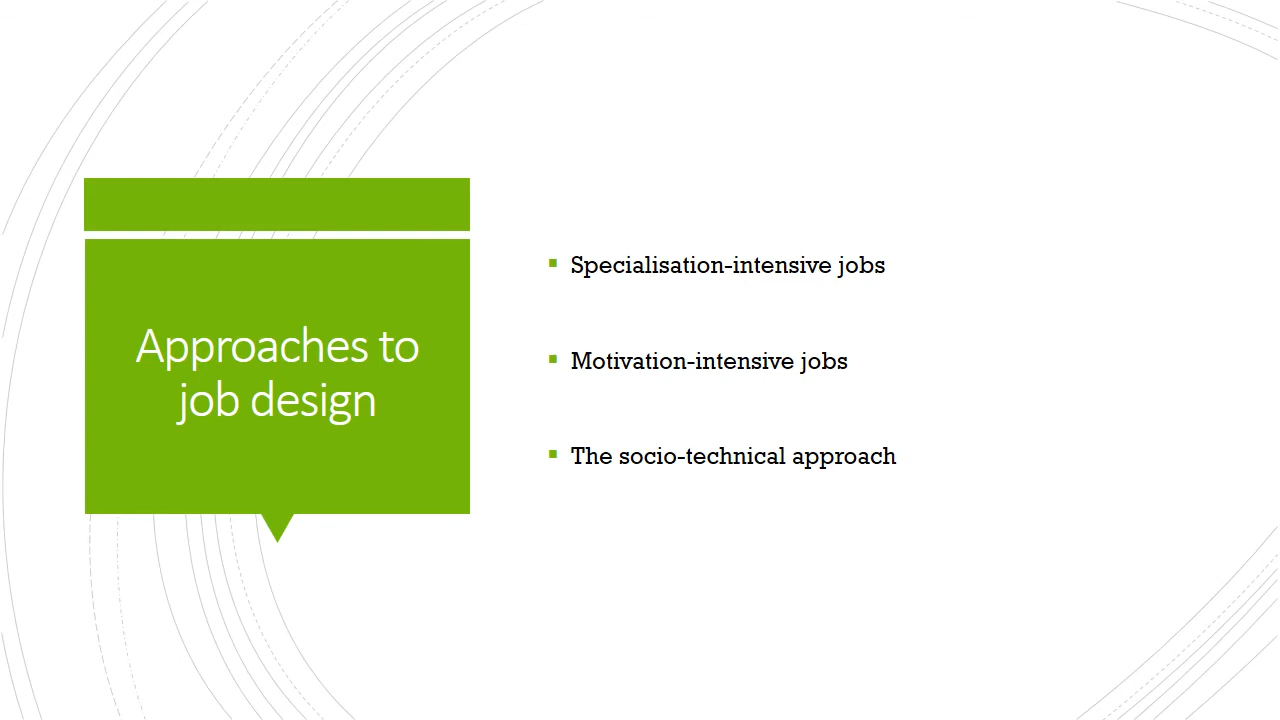 Approaches to
job design
Specialisation-intensive jobs
Motivation-intensive jobs
The socio-technical approach